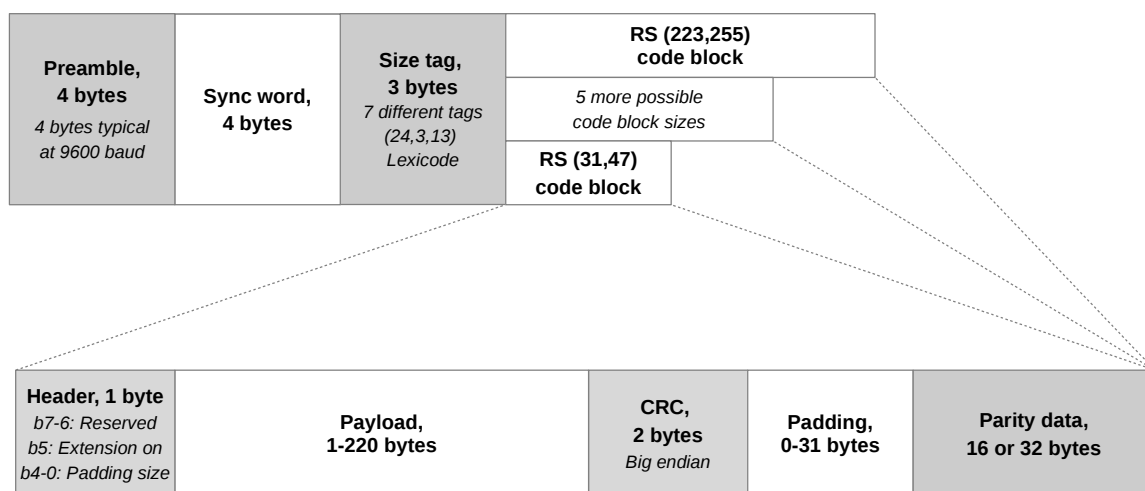 Preamble,
4 bytes
4 bytes typical
at 9600 baud
Sync word,
4 bytes
Size tag,
3 bytes
7 different tags
(24,3,13)
Lexicode
RS (223,255)
code block
5 more possible
code block sizes
RS (31,47)
code block
Header, 1 byte
b7-6: Reserved
b5: Extension on
b4-0: Padding size
Payload,
1-220 bytes
CRC,
2 bytes
Big endian
Padding,
0-31 bytes
Parity data,
16 or 32 bytes